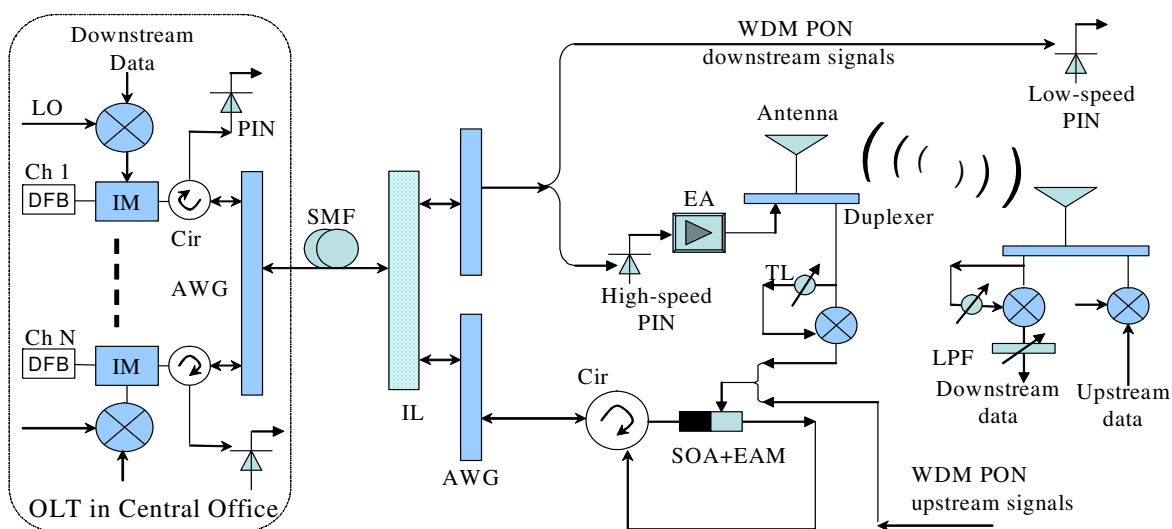 Downstream
Data
LO
PIN
Ch 1
DFB
IM
Cir
AWG
Ch N
DFB
IM
OLT in Central Office
SMF
IL
AWG
WDM PON
downstream signals
Low-speed
PIN
Antenna
EA
Duplexer
High-speed
PIN
TL
Cir
SOA+EAM
LPF
Downstream
data
Upstream
data
WDM PON
upstream signals